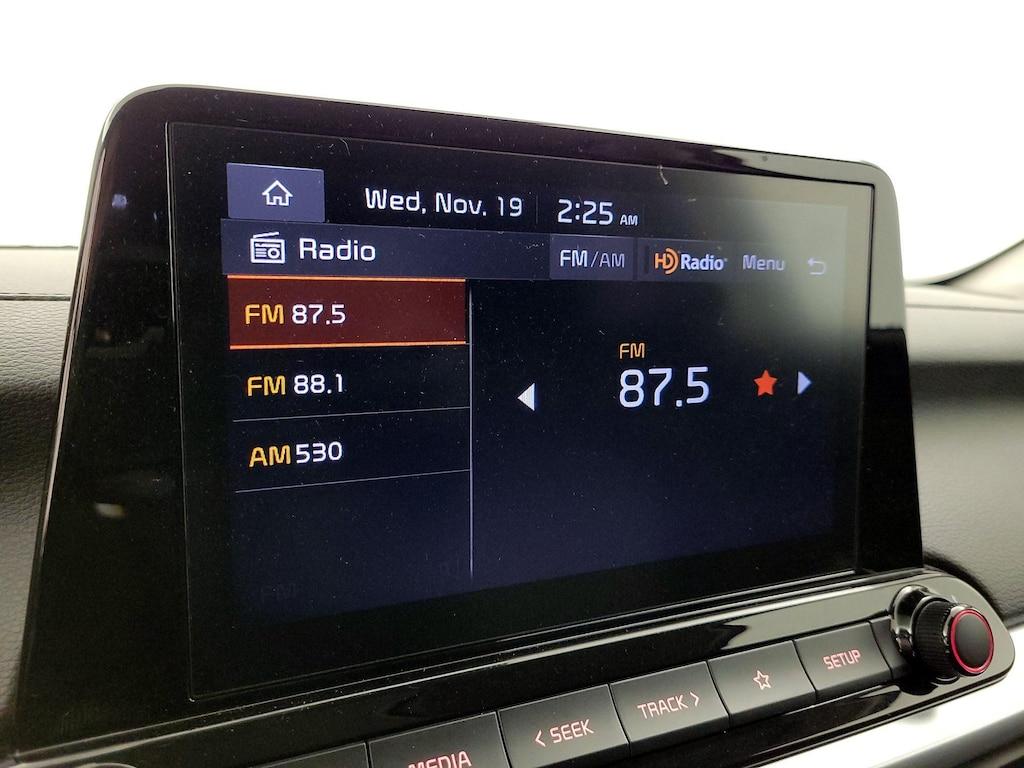 Wed, Nov. 19 2:25 AM
Radio FM/AM HD Radio Menu
FM 87.5
FM 88.1
AM 530
FM
87.5
MEDIA < SEEK TRACK > SETUP